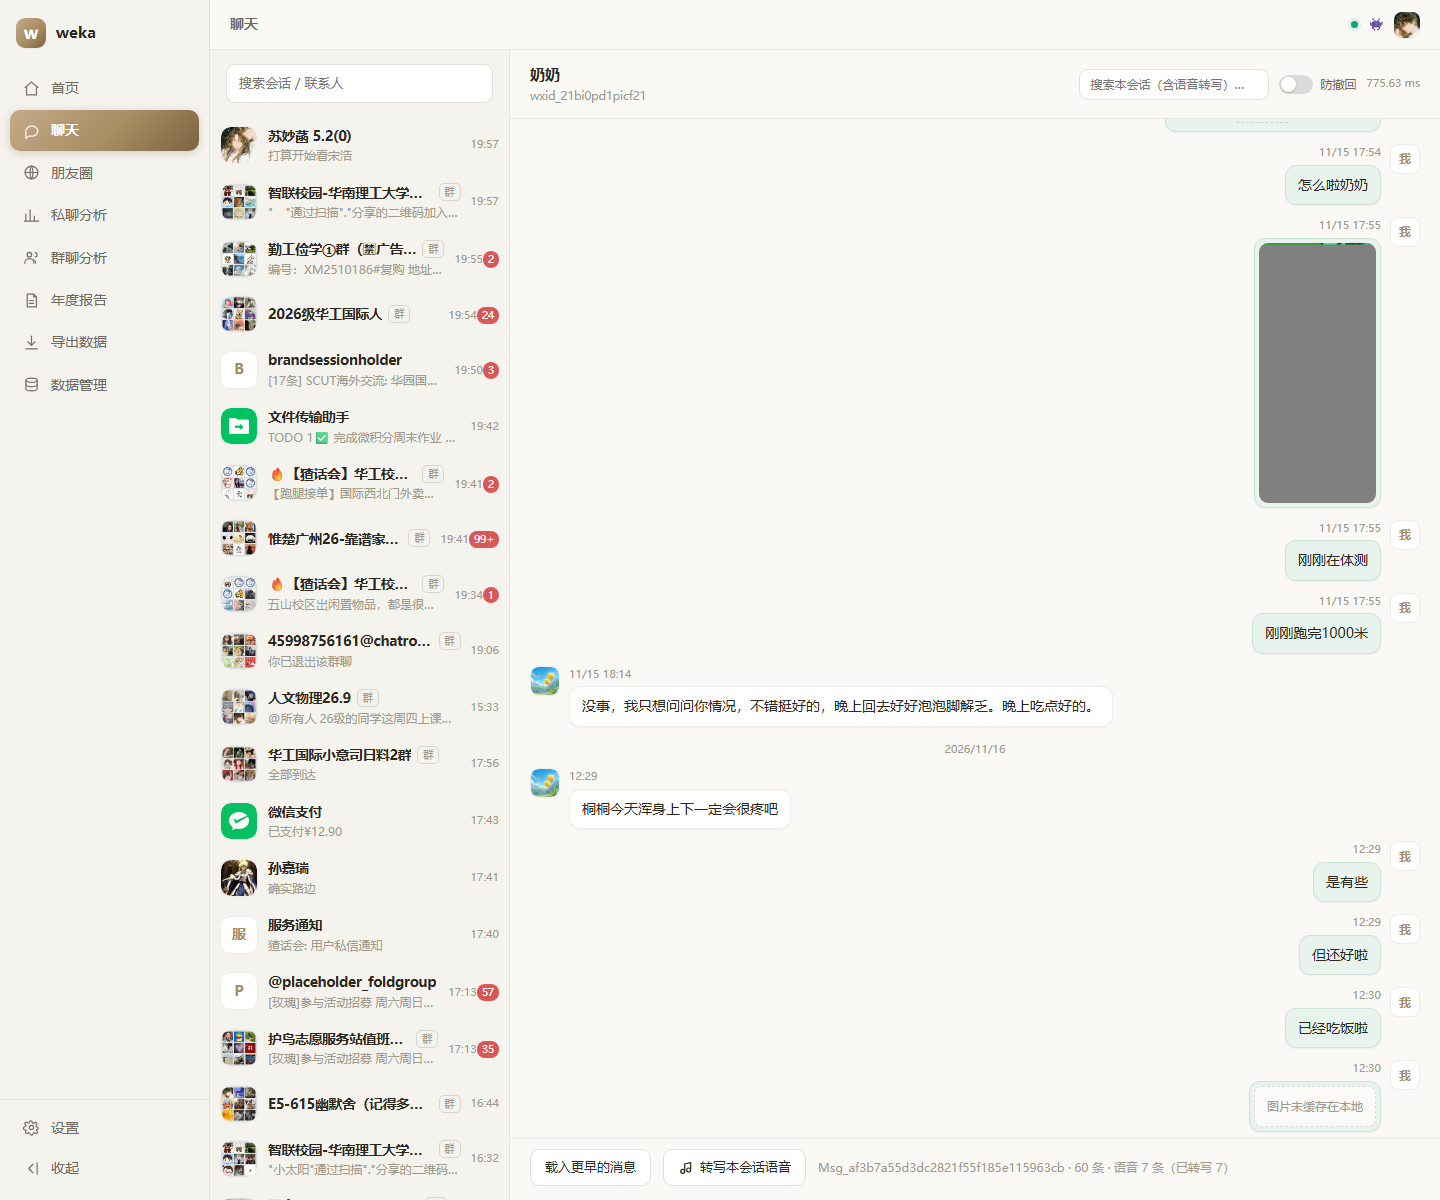 w weka
首页
聊天
朋友圈
私聊分析
群聊分析
年度报告
导出数据
数据管理
设置
收起
聊天
搜索会话 / 联系人
苏妙菡 5.2(0)
19:57
打算开始看宋浩
智联校园-华南理工大学... 群
19:57
" "通过扫描"."分享的二维码加入...
勤工俭学①群（🈲广告... 群
19:55 2
编号：XM2510186#复购 地址...
2026级华工国际人 群
19:54 24
B
brandsessionholder
19:50 3
[17条] SCUT海外交流: 华园国...
文件传输助手
19:42
TODO 1✅ 完成微积分周末作业 ...
🔥【猹话会】华工校... 群
19:41 2
【跑腿接单】国际西北门外卖...
惟楚广州26-靠谱家... 群
19:41 99+
🔥【猹话会】华工校... 群
19:34 1
五山校区出闲置物品，都是很...
45998756161@chatro... 群
19:06
你已退出该群聊
人文物理26.9 群
15:33
@所有人 26级的同学这周四上课...
华工国际小意司日料2群 群
17:56
全部到达
微信支付
17:43
已支付¥12.90
孙嘉瑞
17:41
确实路边
服
服务通知
17:40
猹话会: 用户私信通知
P
@placeholder_foldgroup
17:13 57
[玫瑰]参与活动招募 周六周日...
护鸟志愿服务站值班... 群
17:13 35
[玫瑰]参与活动招募 周六周日...
E5-615幽默舍（记得多... 群
16:44
智联校园-华南理工大学... 群
16:32
"小太阳"通过扫描"."分享的二维码...
奶奶
wxid_21bi0pd1picf21
搜索本会话（含语音转写）...
防撤回
775.63 ms
11/15 17:54
我
怎么啦奶奶
11/15 17:55
我
11/15 17:55
我
刚刚在体测
11/15 17:55
我
刚刚跑完1000米
11/15 18:14
没事，我只想问问你情况，不错挺好的，晚上回去好好泡泡脚解乏。晚上吃点好的。
2026/11/16
12:29
桐桐今天浑身上下一定会很疼吧
12:29
我
是有些
12:29
我
但还好啦
12:30
我
已经吃饭啦
12:30
我
图片未缓存在本地
载入更早的消息
转写本会话语音
Msg_af3b7a55d3dc2821f55f185e115963cb · 60 条 · 语音 7 条（已转写 7）